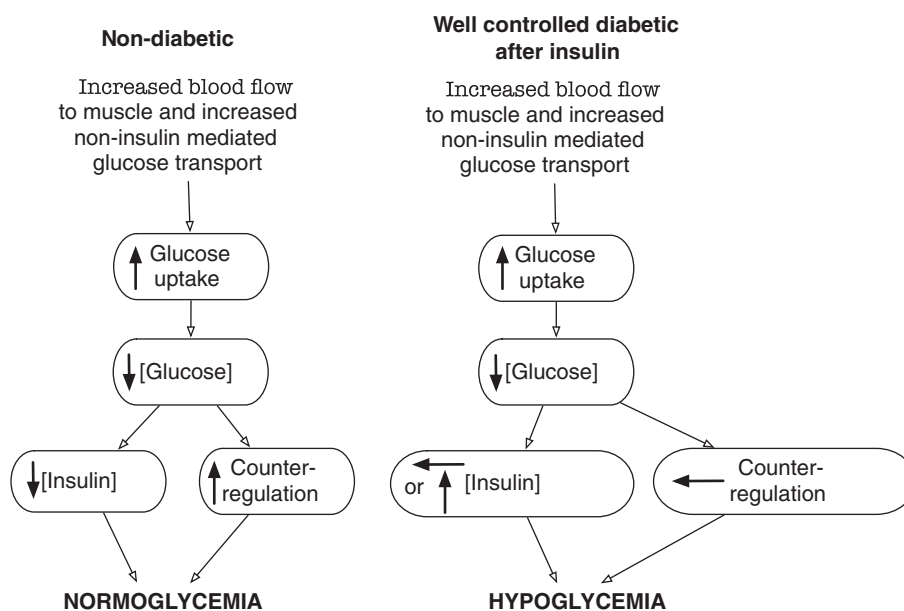 Non-diabetic
Increased blood flow
to muscle and increased
non-insulin mediated
glucose transport
Glucose
uptake
[Glucose]
[Insulin]
Counter-
regulation
NORMOGLYCEMIA
Well controlled diabetic
after insulin
Increased blood flow
to muscle and increased
non-insulin mediated
glucose transport
Glucose
uptake
[Glucose]
or [Insulin]
Counter-
regulation
HYPOGLYCEMIA